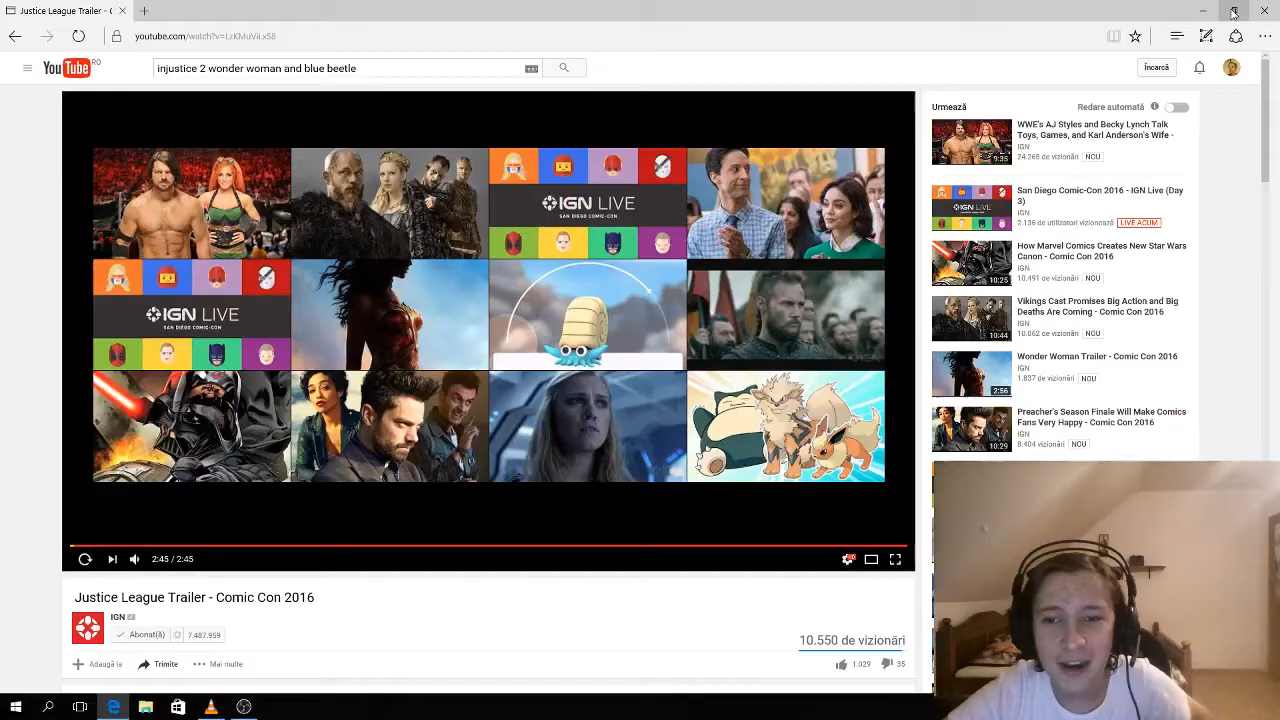 Justice League Trailer - C
youtube.com/watch?v=LzKMuViLx58
YouTube RO
injustice 2 wonder woman and blue beetle
Încarcă
IGN LIVE
SAN DIEGO COMIC-CON
IGN LIVE
SAN DIEGO COMIC-CON
2:45 / 2:45
Justice League Trailer - Comic Con 2016
IGN
Abonat(ă)
7.487.959
10.550 de vizionări
Adaugă la
Trimite
Mai multe
1.029
35
Urmează
Redare automată
9:35
WWE's AJ Styles and Becky Lynch Talk
Toys, Games, and Karl Anderson's Wife -
IGN
24.268 de vizionări NOU
IGN LIVE
San Diego Comic-Con 2016 - IGN Live (Day
3)
IGN
2.136 de utilizatori vizionează LIVE ACUM
10:25
How Marvel Comics Creates New Star Wars
Canon - Comic Con 2016
IGN
10.491 de vizionări NOU
10:44
Vikings Cast Promises Big Action and Big
Deaths Are Coming - Comic Con 2016
IGN
10.062 de vizionări NOU
2:56
Wonder Woman Trailer - Comic Con 2016
IGN
1.837 de vizionări NOU
10:29
Preacher's Season Finale Will Make Comics
Fans Very Happy - Comic Con 2016
IGN
8.404 de vizionări NOU